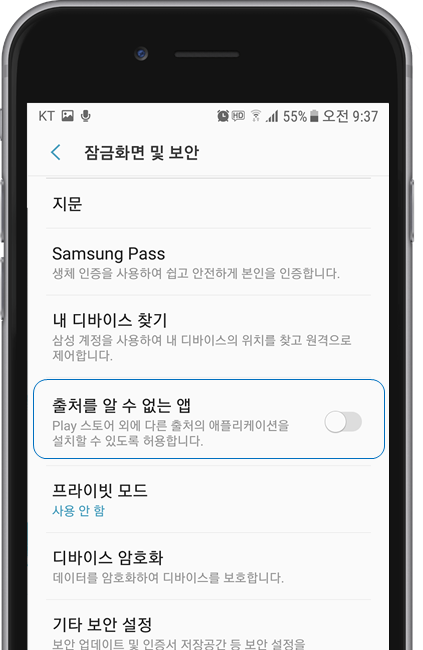 KT HD 55% 오전 9:37
잠금화면 및 보안
지문
Samsung Pass
생체 인증을 사용하여 쉽고 안전하게 본인을 인증합니다.
내 디바이스 찾기
삼성 계정을 사용하여 내 디바이스의 위치를 찾고 원격으로
제어합니다.
출처를 알 수 없는 앱
Play 스토어 외에 다른 출처의 애플리케이션을
설치할 수 있도록 허용합니다.
프라이빗 모드
사용 안 함
디바이스 암호화
데이터를 암호화하여 디바이스를 보호합니다.
기타 보안 설정
보안 업데이트 및 인증서 저장공간 등 보안 설정을